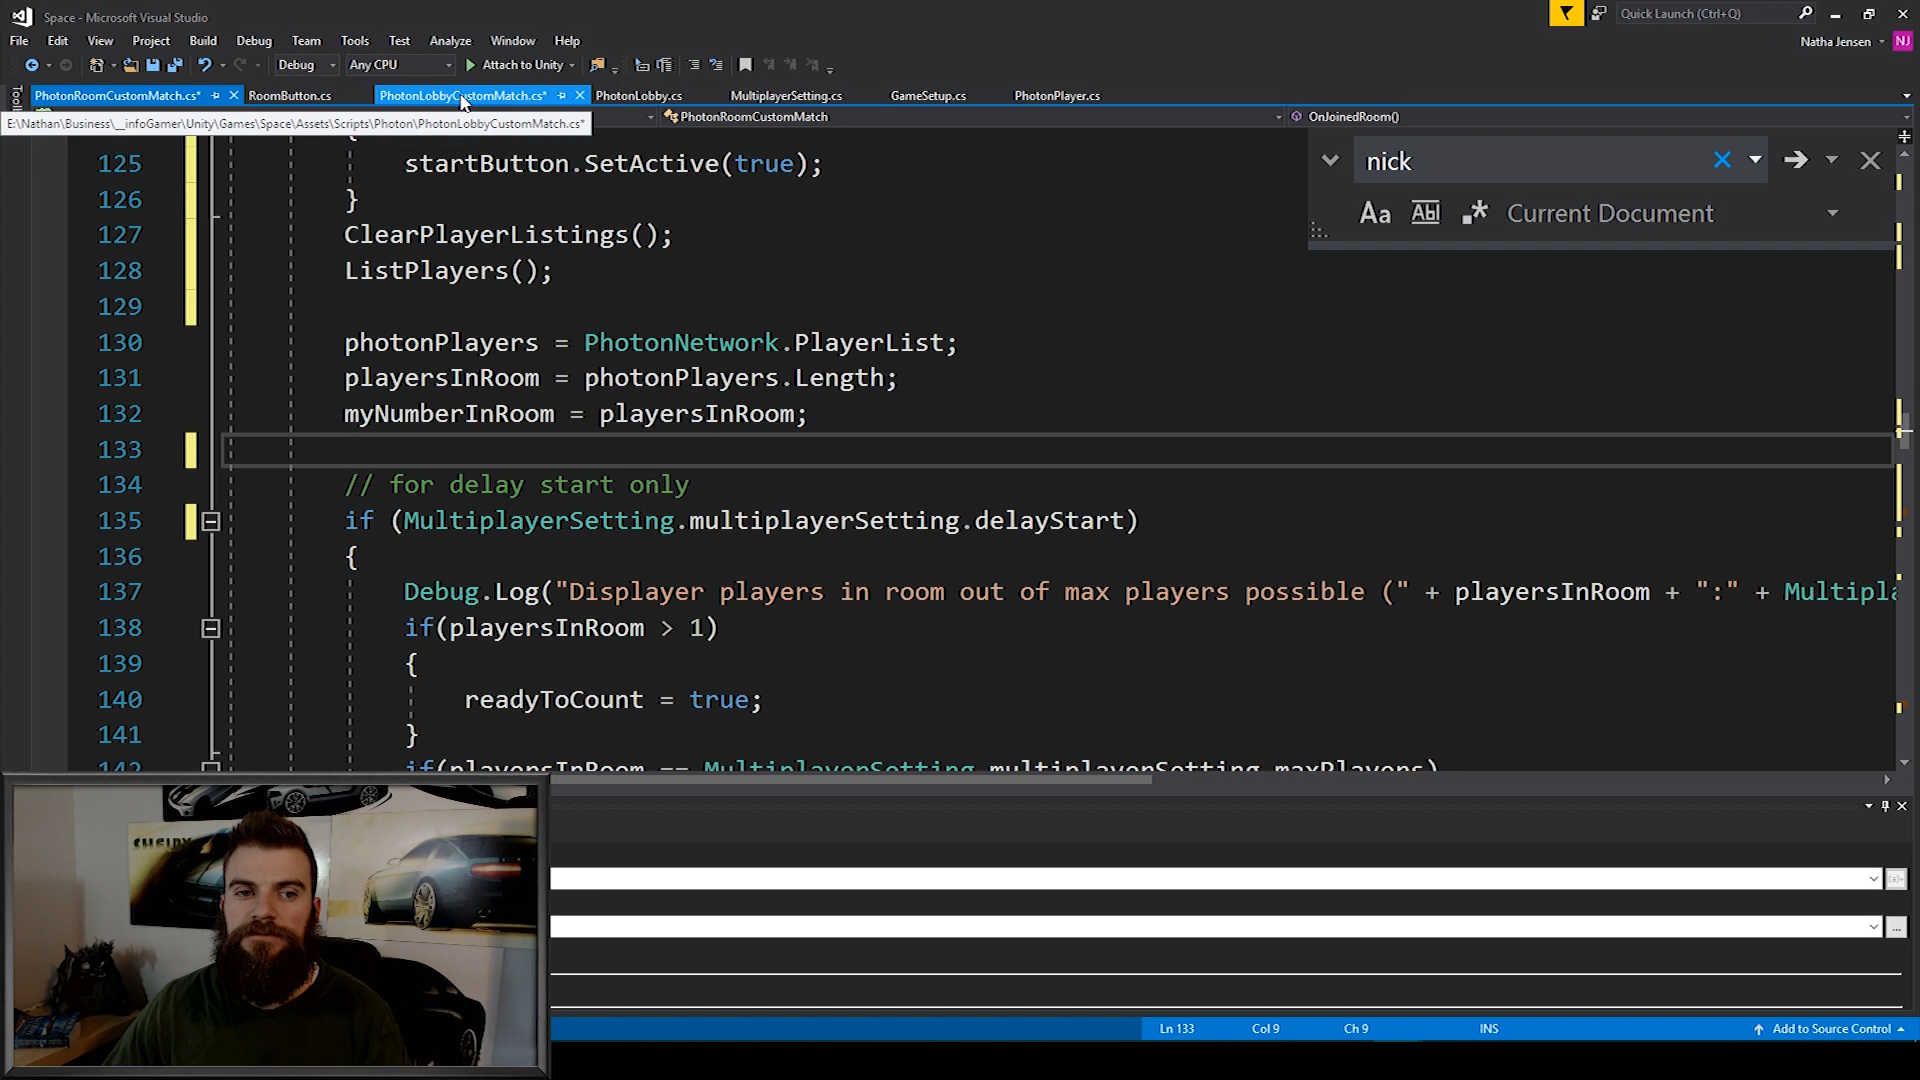 Space - Microsoft Visual Studio
Quick Launch (Ctrl+Q)
File Edit View Project Build Debug Team Tools Test Analyze Window Help
Natha Jensen NJ
Debug Any CPU Attach to Unity
PhotonRoomCustomMatch.cs* RoomButton.cs PhotonLobbyCustomMatch.cs* PhotonLobby.cs MultiplayerSetting.cs GameSetup.cs PhotonPlayer.cs
E:\Nathan\Business\__infoGamer\Unity\Games\Space\Assets\Scripts\Photon\PhotonLobbyCustomMatch.cs*
PhotonRoomCustomMatch
OnJoinedRoom()
nick
Aa Abl .* Current Document
125 startButton.SetActive(true);
126 }
127 ClearPlayerListings();
128 ListPlayers();
129
130 photonPlayers = PhotonNetwork.PlayerList;
131 playersInRoom = photonPlayers.Length;
132 myNumberInRoom = playersInRoom;
133
134 // for delay start only
135 if (MultiplayerSetting.multiplayerSetting.delayStart)
136 {
137 Debug.Log("Displayer players in room out of max players possible (" + playersInRoom + ":" + Multipla
138 if(playersInRoom > 1)
139 {
140 readyToCount = true;
141 }
142 if(playersInRoom == MultiplayerSetting.multiplayerSetting.maxPlayers)
SHELBY
Ln 133 Col 9 Ch 9 INS Add to Source Control